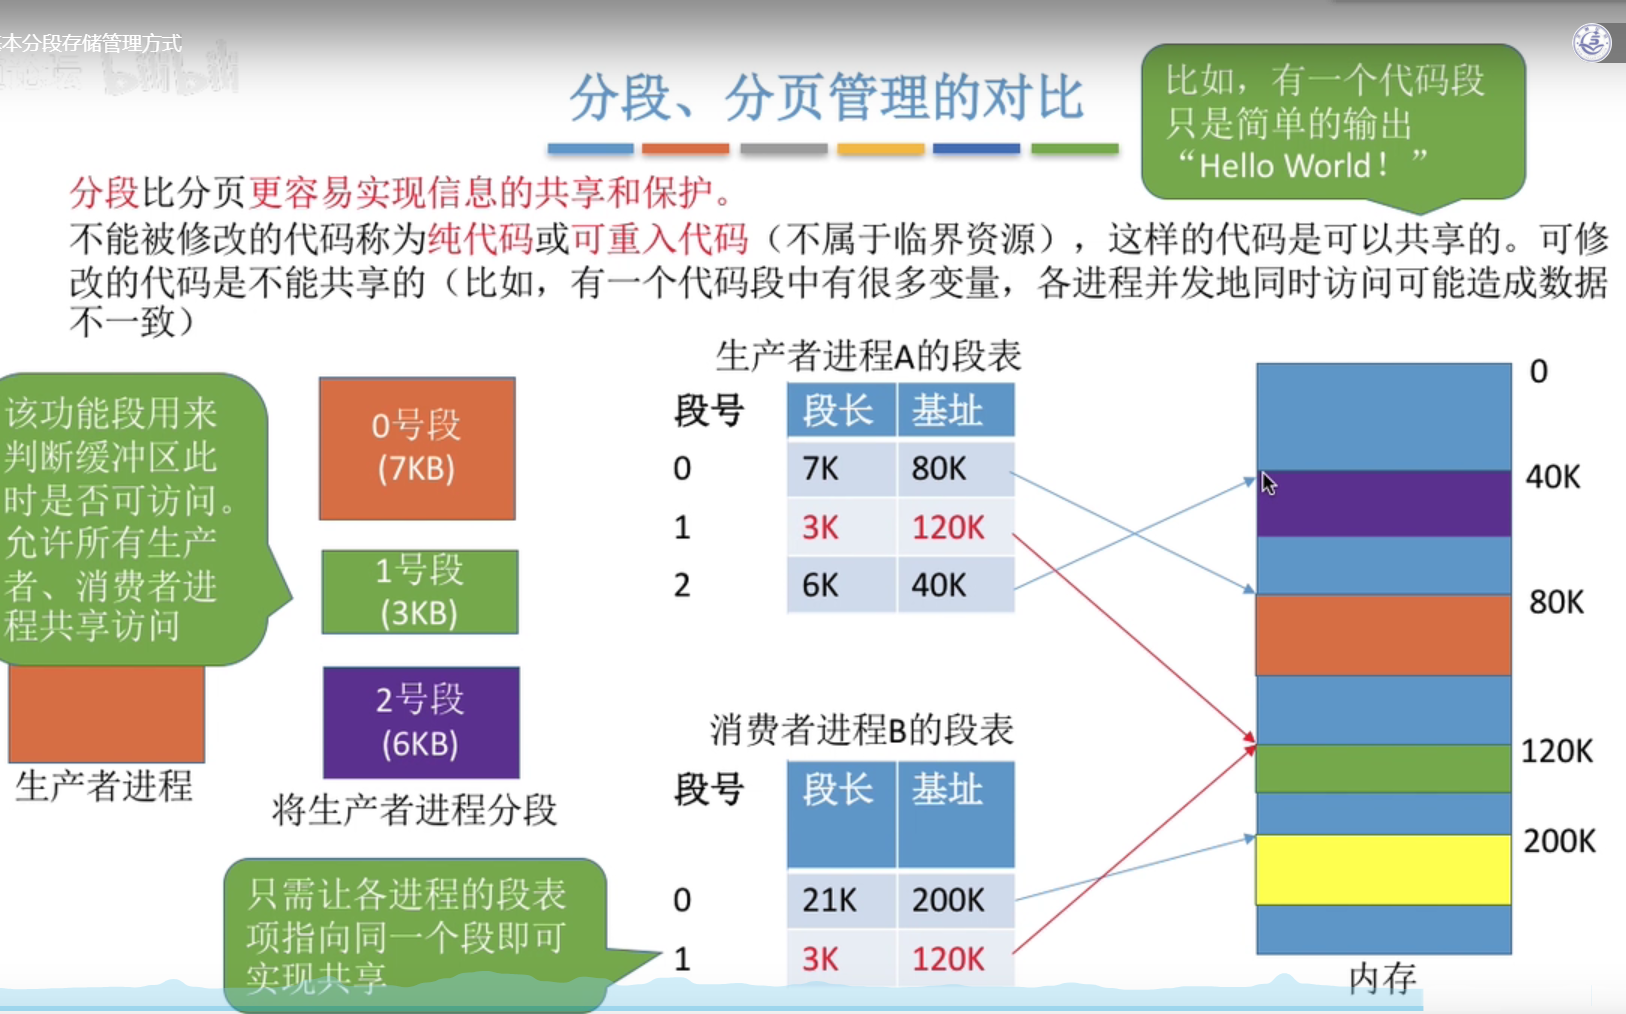 本分段存储管理方式
bilibili
分段、分页管理的对比
比如，有一个代码段
只是简单的输出
“Hello World！”
分段比分页更容易实现信息的共享和保护。
不能被修改的代码称为纯代码或可重入代码（不属于临界资源），这样的代码是可以共享的。可修
改的代码是不能共享的（比如，有一个代码段中有很多变量，各进程并发地同时访问可能造成数据
不一致）
该功能段用来
判断缓冲区此
时是否可访问。
允许所有生产
者、消费者进
程共享访问
生产者进程
0号段
(7KB)
1号段
(3KB)
2号段
(6KB)
将生产者进程分段
生产者进程A的段表
段号 段长 基址
0 7K 80K
1 3K 120K
2 6K 40K
消费者进程B的段表
段号 段长 基址
0 21K 200K
1 3K 120K
只需让各进程的段表
项指向同一个段即可
实现共享
0
40K
80K
120K
200K
内存